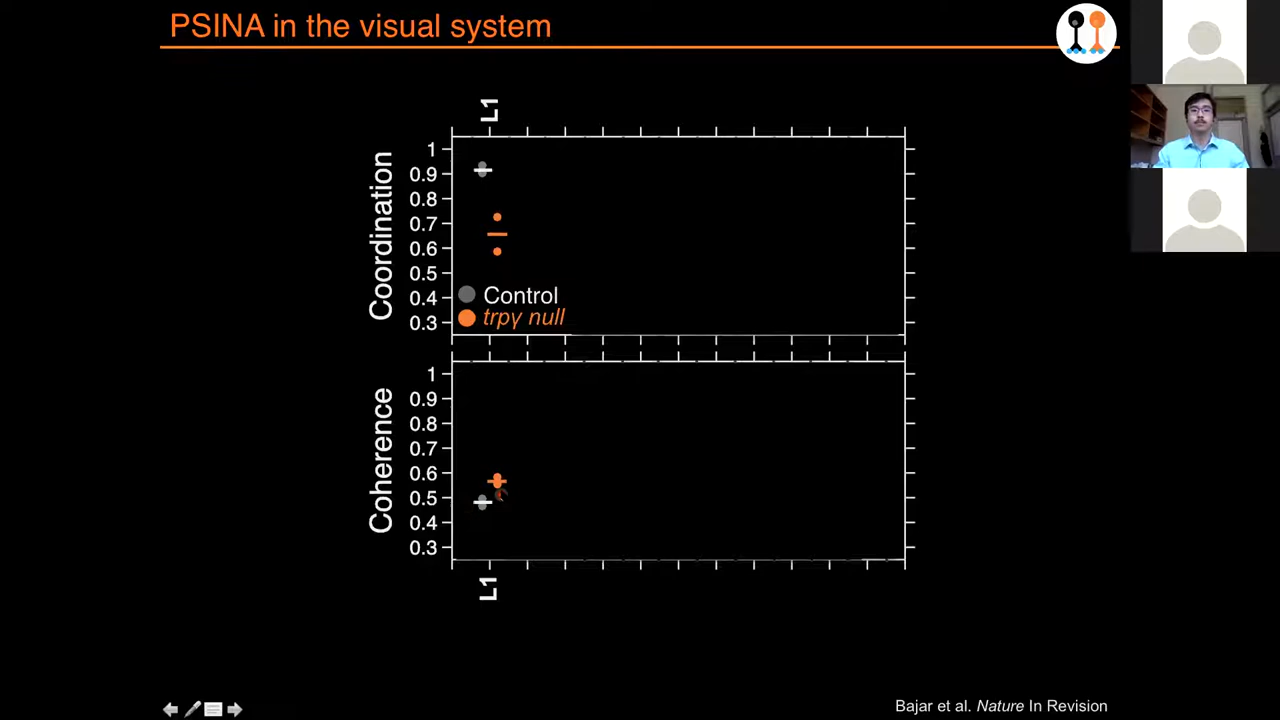 PSINA in the visual system
L1
Coordination
1
0.9
0.8
0.7
0.6
0.5
0.4
0.3
Control
trpγ null
Coherence
1
0.9
0.8
0.7
0.6
0.5
0.4
0.3
L1
Bajar et al. Nature In Revision